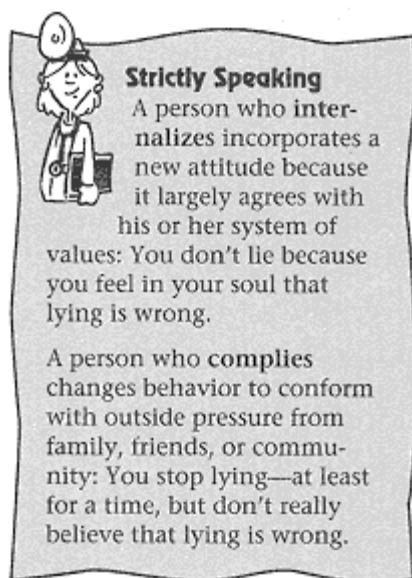 Strictly Speaking
A person who inter-
nalizes incorporates a
new attitude because
it largely agrees with
his or her system of
values: You don't lie because
you feel in your soul that
lying is wrong.
A person who complies
changes behavior to conform
with outside pressure from
family, friends, or commu-
nity: You stop lying—at least
for a time, but don't really
believe that lying is wrong.